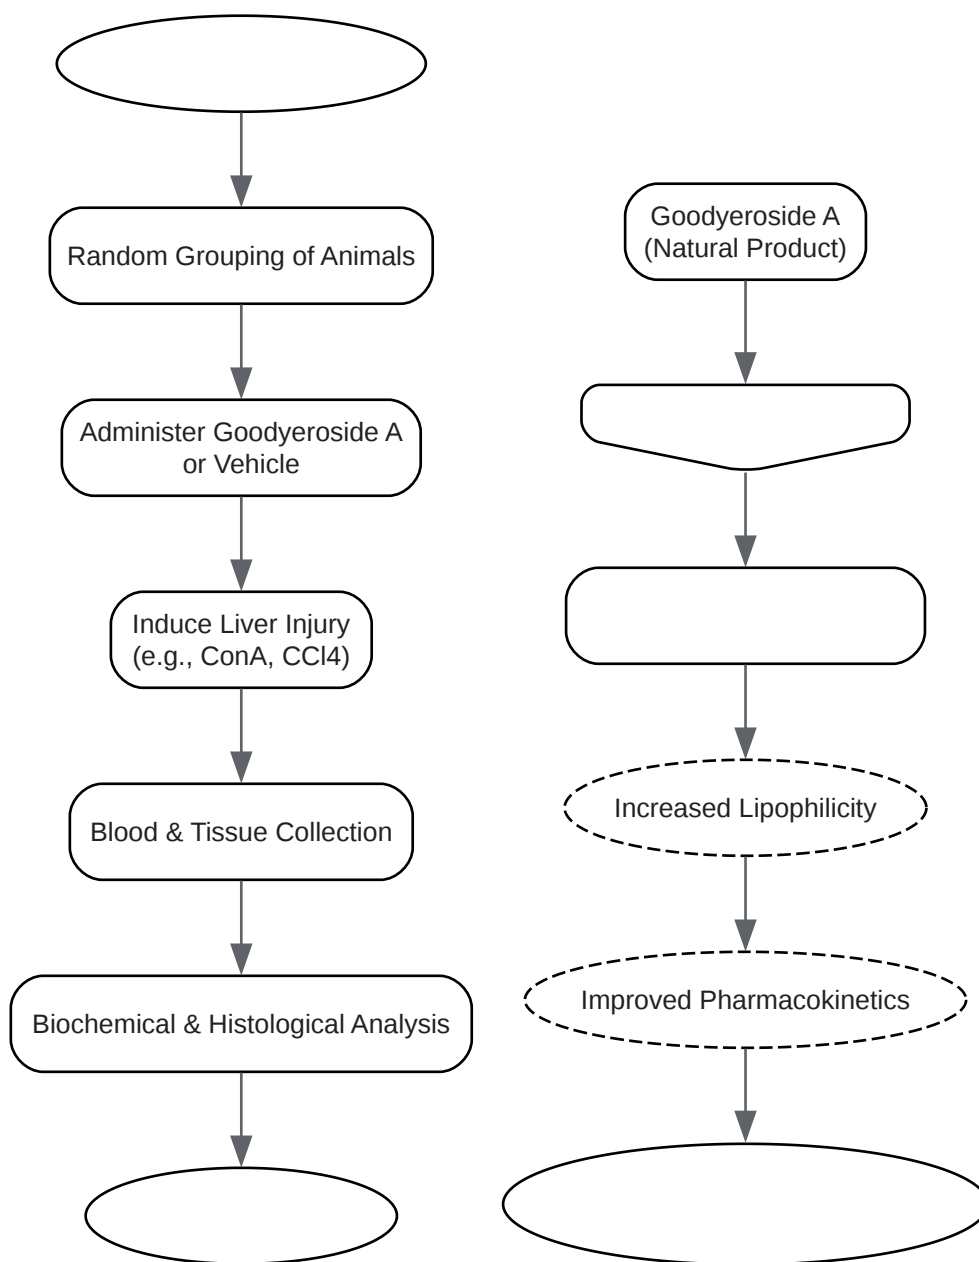 Random Grouping of Animals
Administer Goodyeroside A
or Vehicle
Induce Liver Injury
(e.g., ConA, CCl4)
Blood & Tissue Collection
Biochemical & Histological Analysis
Goodyeroside A
(Natural Product)
Increased Lipophilicity
Improved Pharmacokinetics